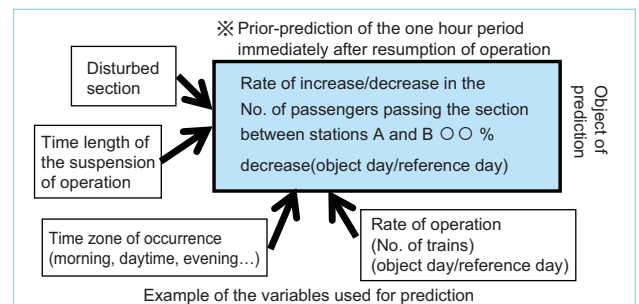 ※ Prior-prediction of the one hour period
immediately after resumption of operation
Disturbed
section
Rate of increase/decrease in the
No. of passengers passing the section
between stations A and B ○ ○ %
decrease(object day/reference day)
Object of
prediction
Time length of
the suspension
of operation
Time zone of occurrence
(morning, daytime, evening…)
Rate of operation
(No. of trains)
(object day/reference day)
Example of the variables used for prediction